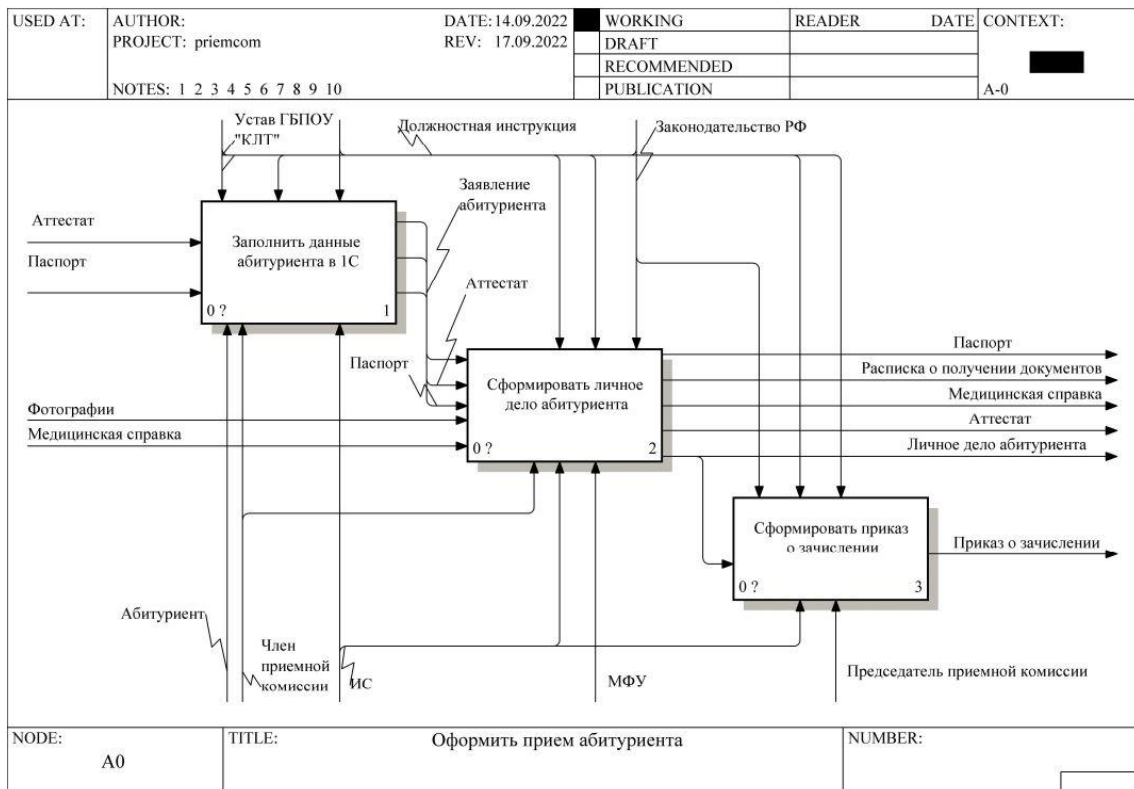 USED AT:
AUTHOR:
DATE: 14.09.2022
WORKING
READER
DATE
CONTEXT:
PROJECT: priemcom
REV: 17.09.2022
DRAFT
RECOMMENDED
NOTES: 1 2 3 4 5 6 7 8 9 10
PUBLICATION
A-0
Устав ГБПОУ
"КЛТ"
Должностная инструкция
Законодательство РФ
Заявление
абитуриента
Аттестат
Паспорт
Заполнить данные
абитуриента в 1С
0 ?
1
Аттестат
Паспорт
Сформировать личное
дело абитуриента
0 ?
2
Фотографии
Медицинская справка
Паспорт
Расписка о получении документов
Медицинская справка
Аттестат
Личное дело абитуриента
Сформировать приказ
о зачислении
0 ?
3
Приказ о зачислении
Абитуриент
Член
приемной
комиссии
ИС
МФУ
Председатель приемной комиссии
NODE:
A0
TITLE:
Оформить прием абитуриента
NUMBER: